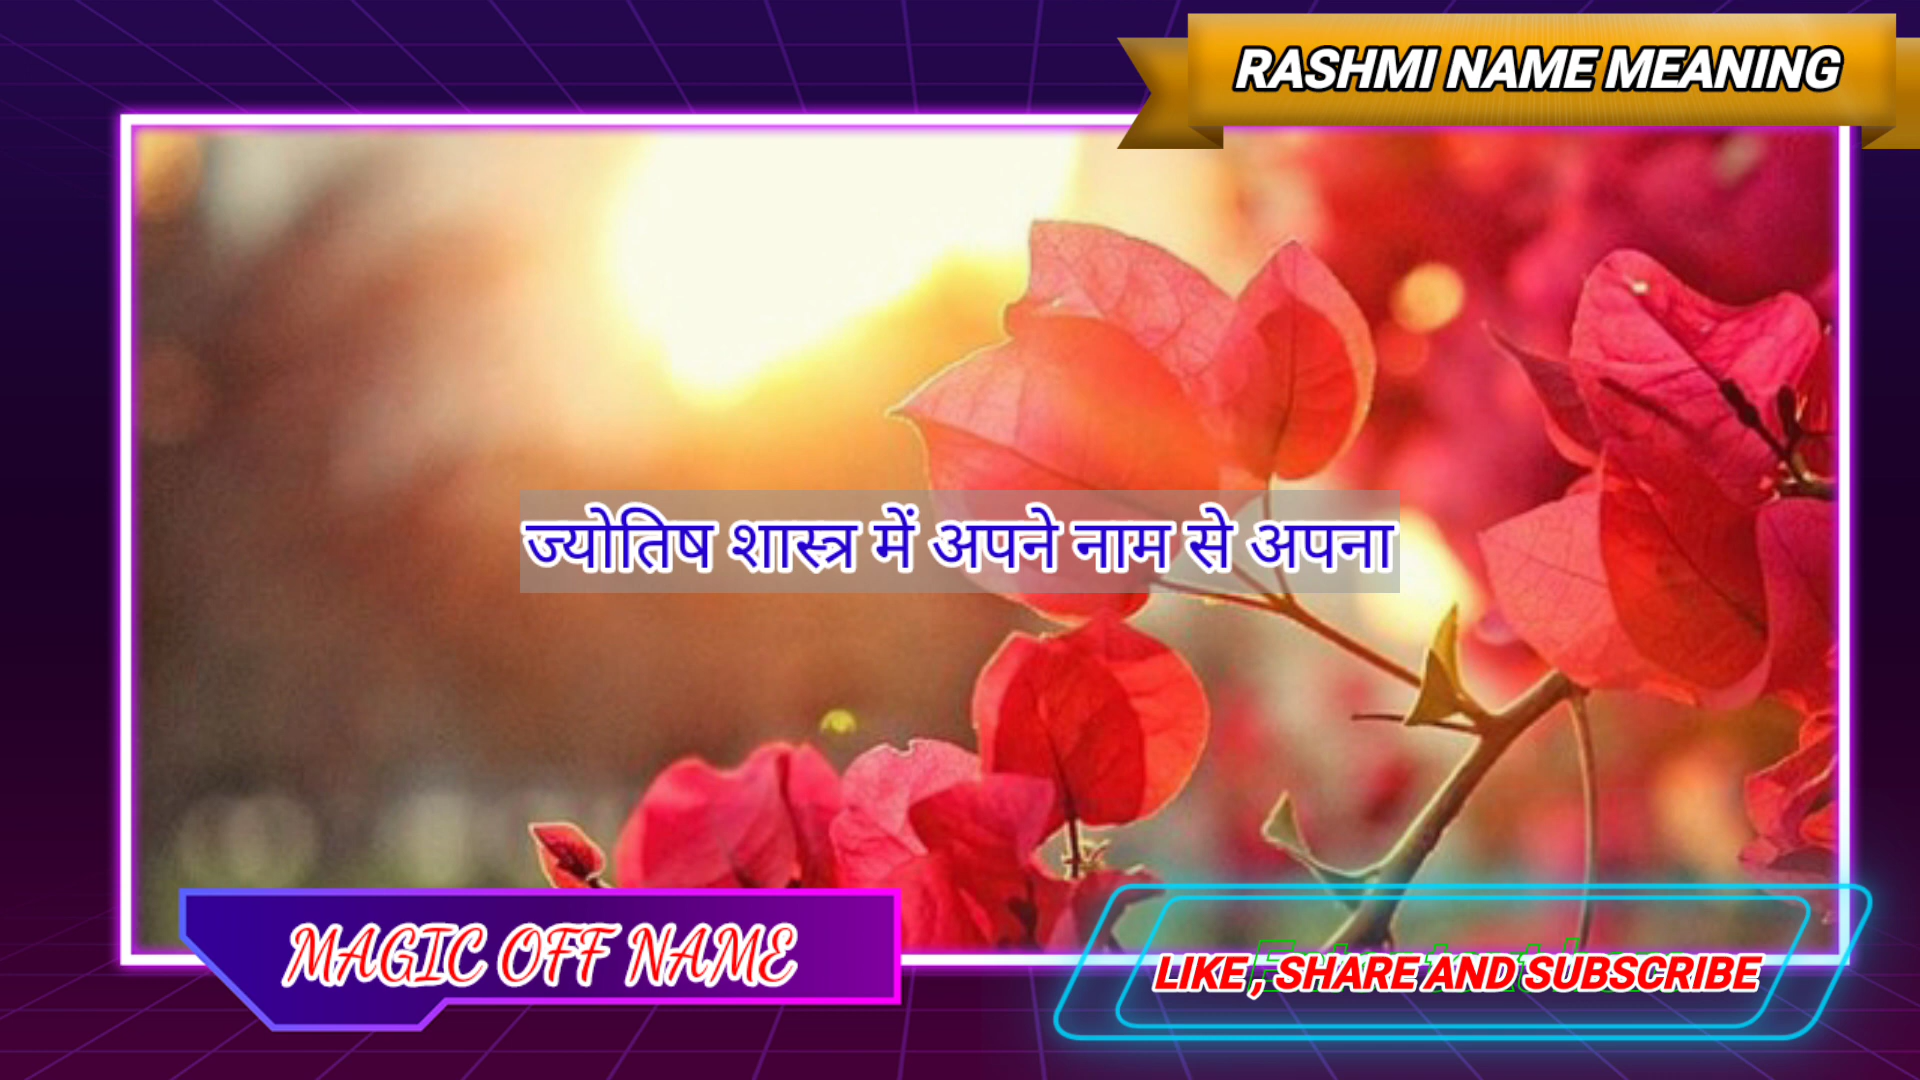 RASHMI NAME MEANING
ज्योतिष शास्त्र में अपने नाम से अपना
MAGIC OFF NAME
LIKE , SHARE AND SUBSCRIBE